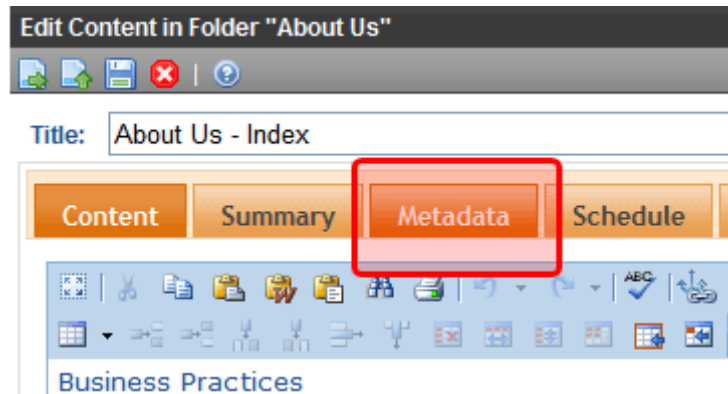 Edit Content in Folder "About Us"
Title: About Us - Index
Content Summary Metadata Schedule
ABC
Business Practices